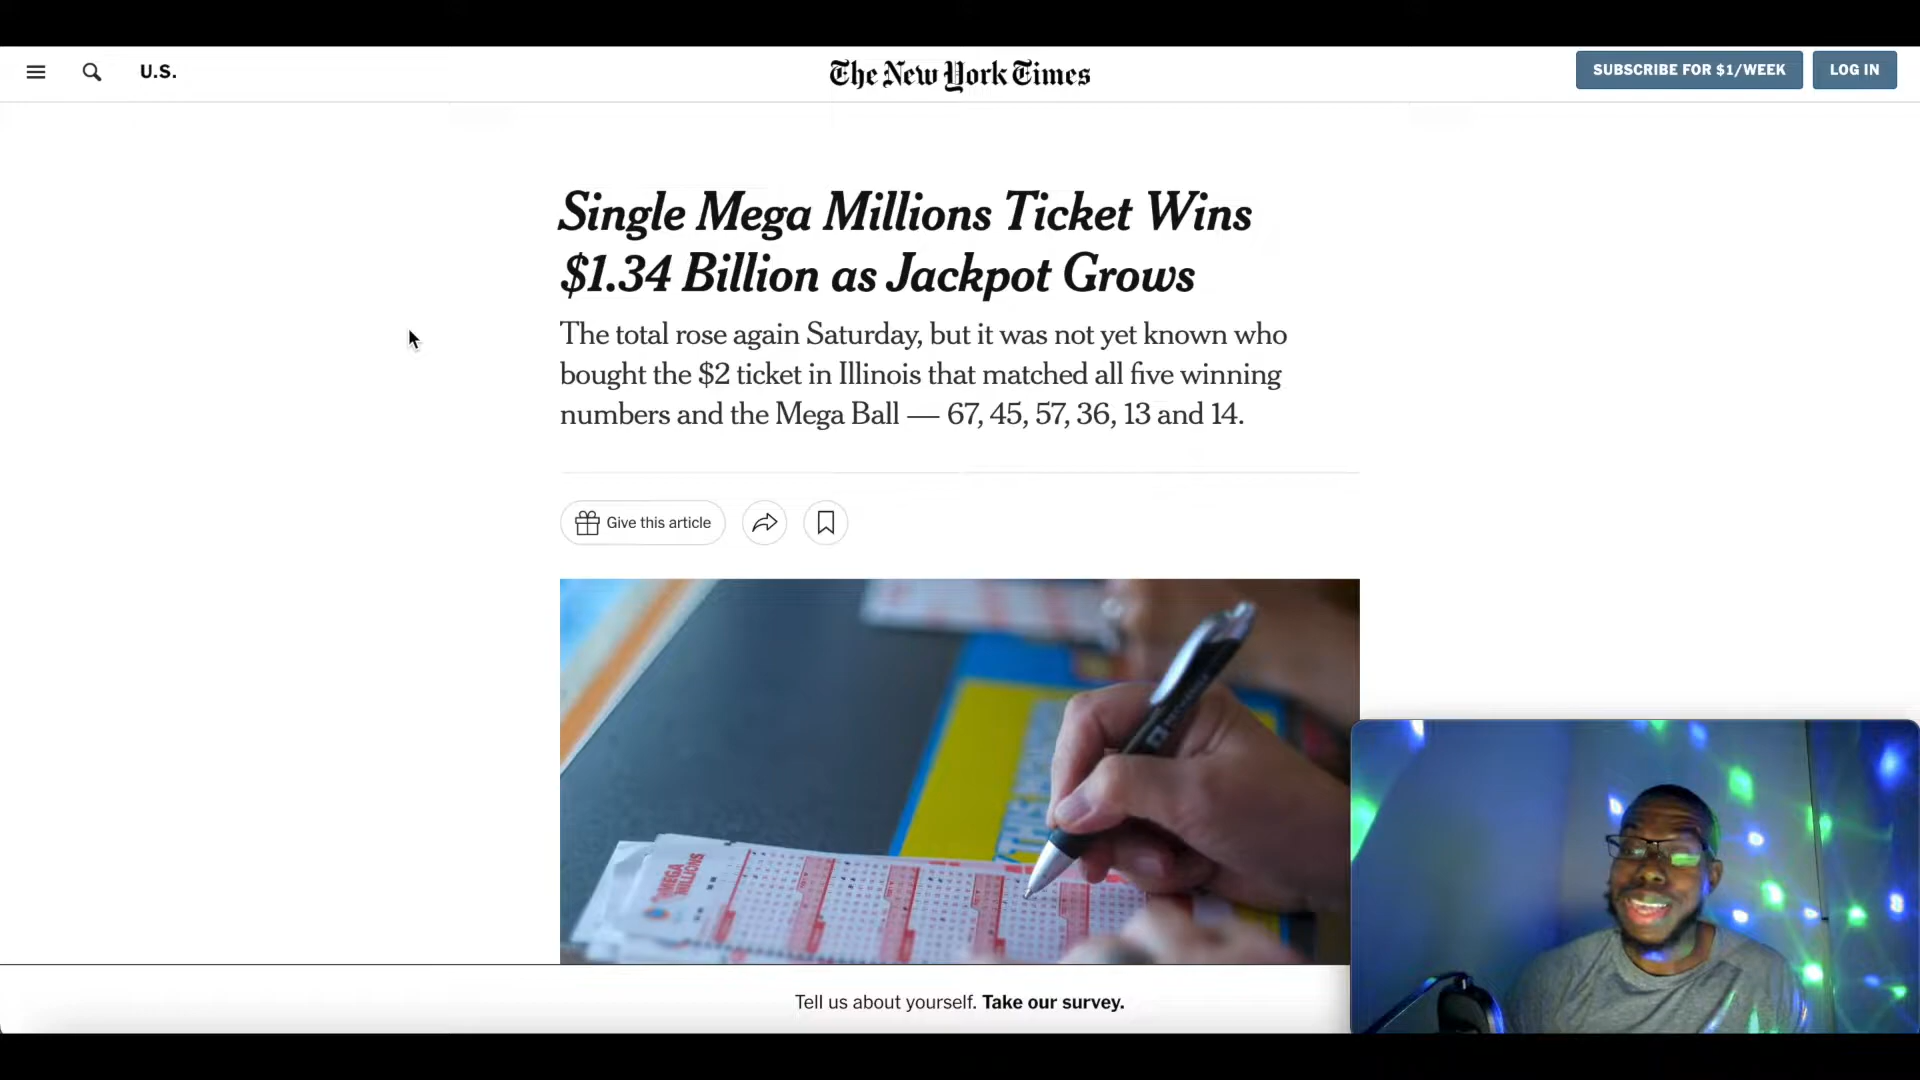 U.S.
The New York Times
SUBSCRIBE FOR $1/WEEK
LOG IN
Single Mega Millions Ticket Wins
$1.34 Billion as Jackpot Grows
The total rose again Saturday, but it was not yet known who
bought the $2 ticket in Illinois that matched all five winning
numbers and the Mega Ball — 67, 45, 57, 36, 13 and 14.
Give this article
MEGA
MILLIONS
Tell us about yourself. Take our survey.